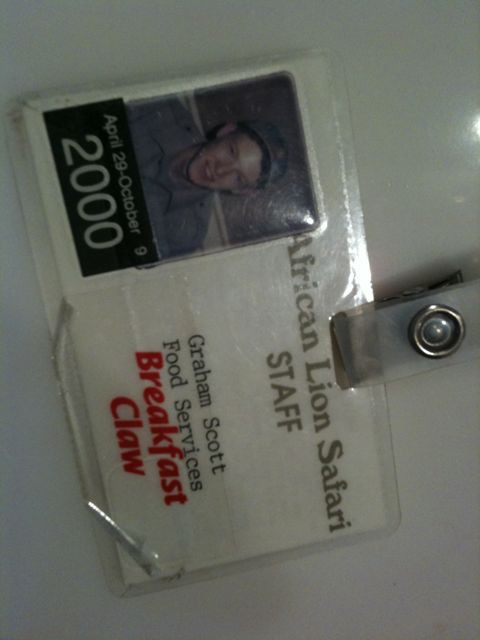 African Lion Safari
STAFF
April 29-October 9
2000
Graham Scott
Food Services
Breakfast
Claw